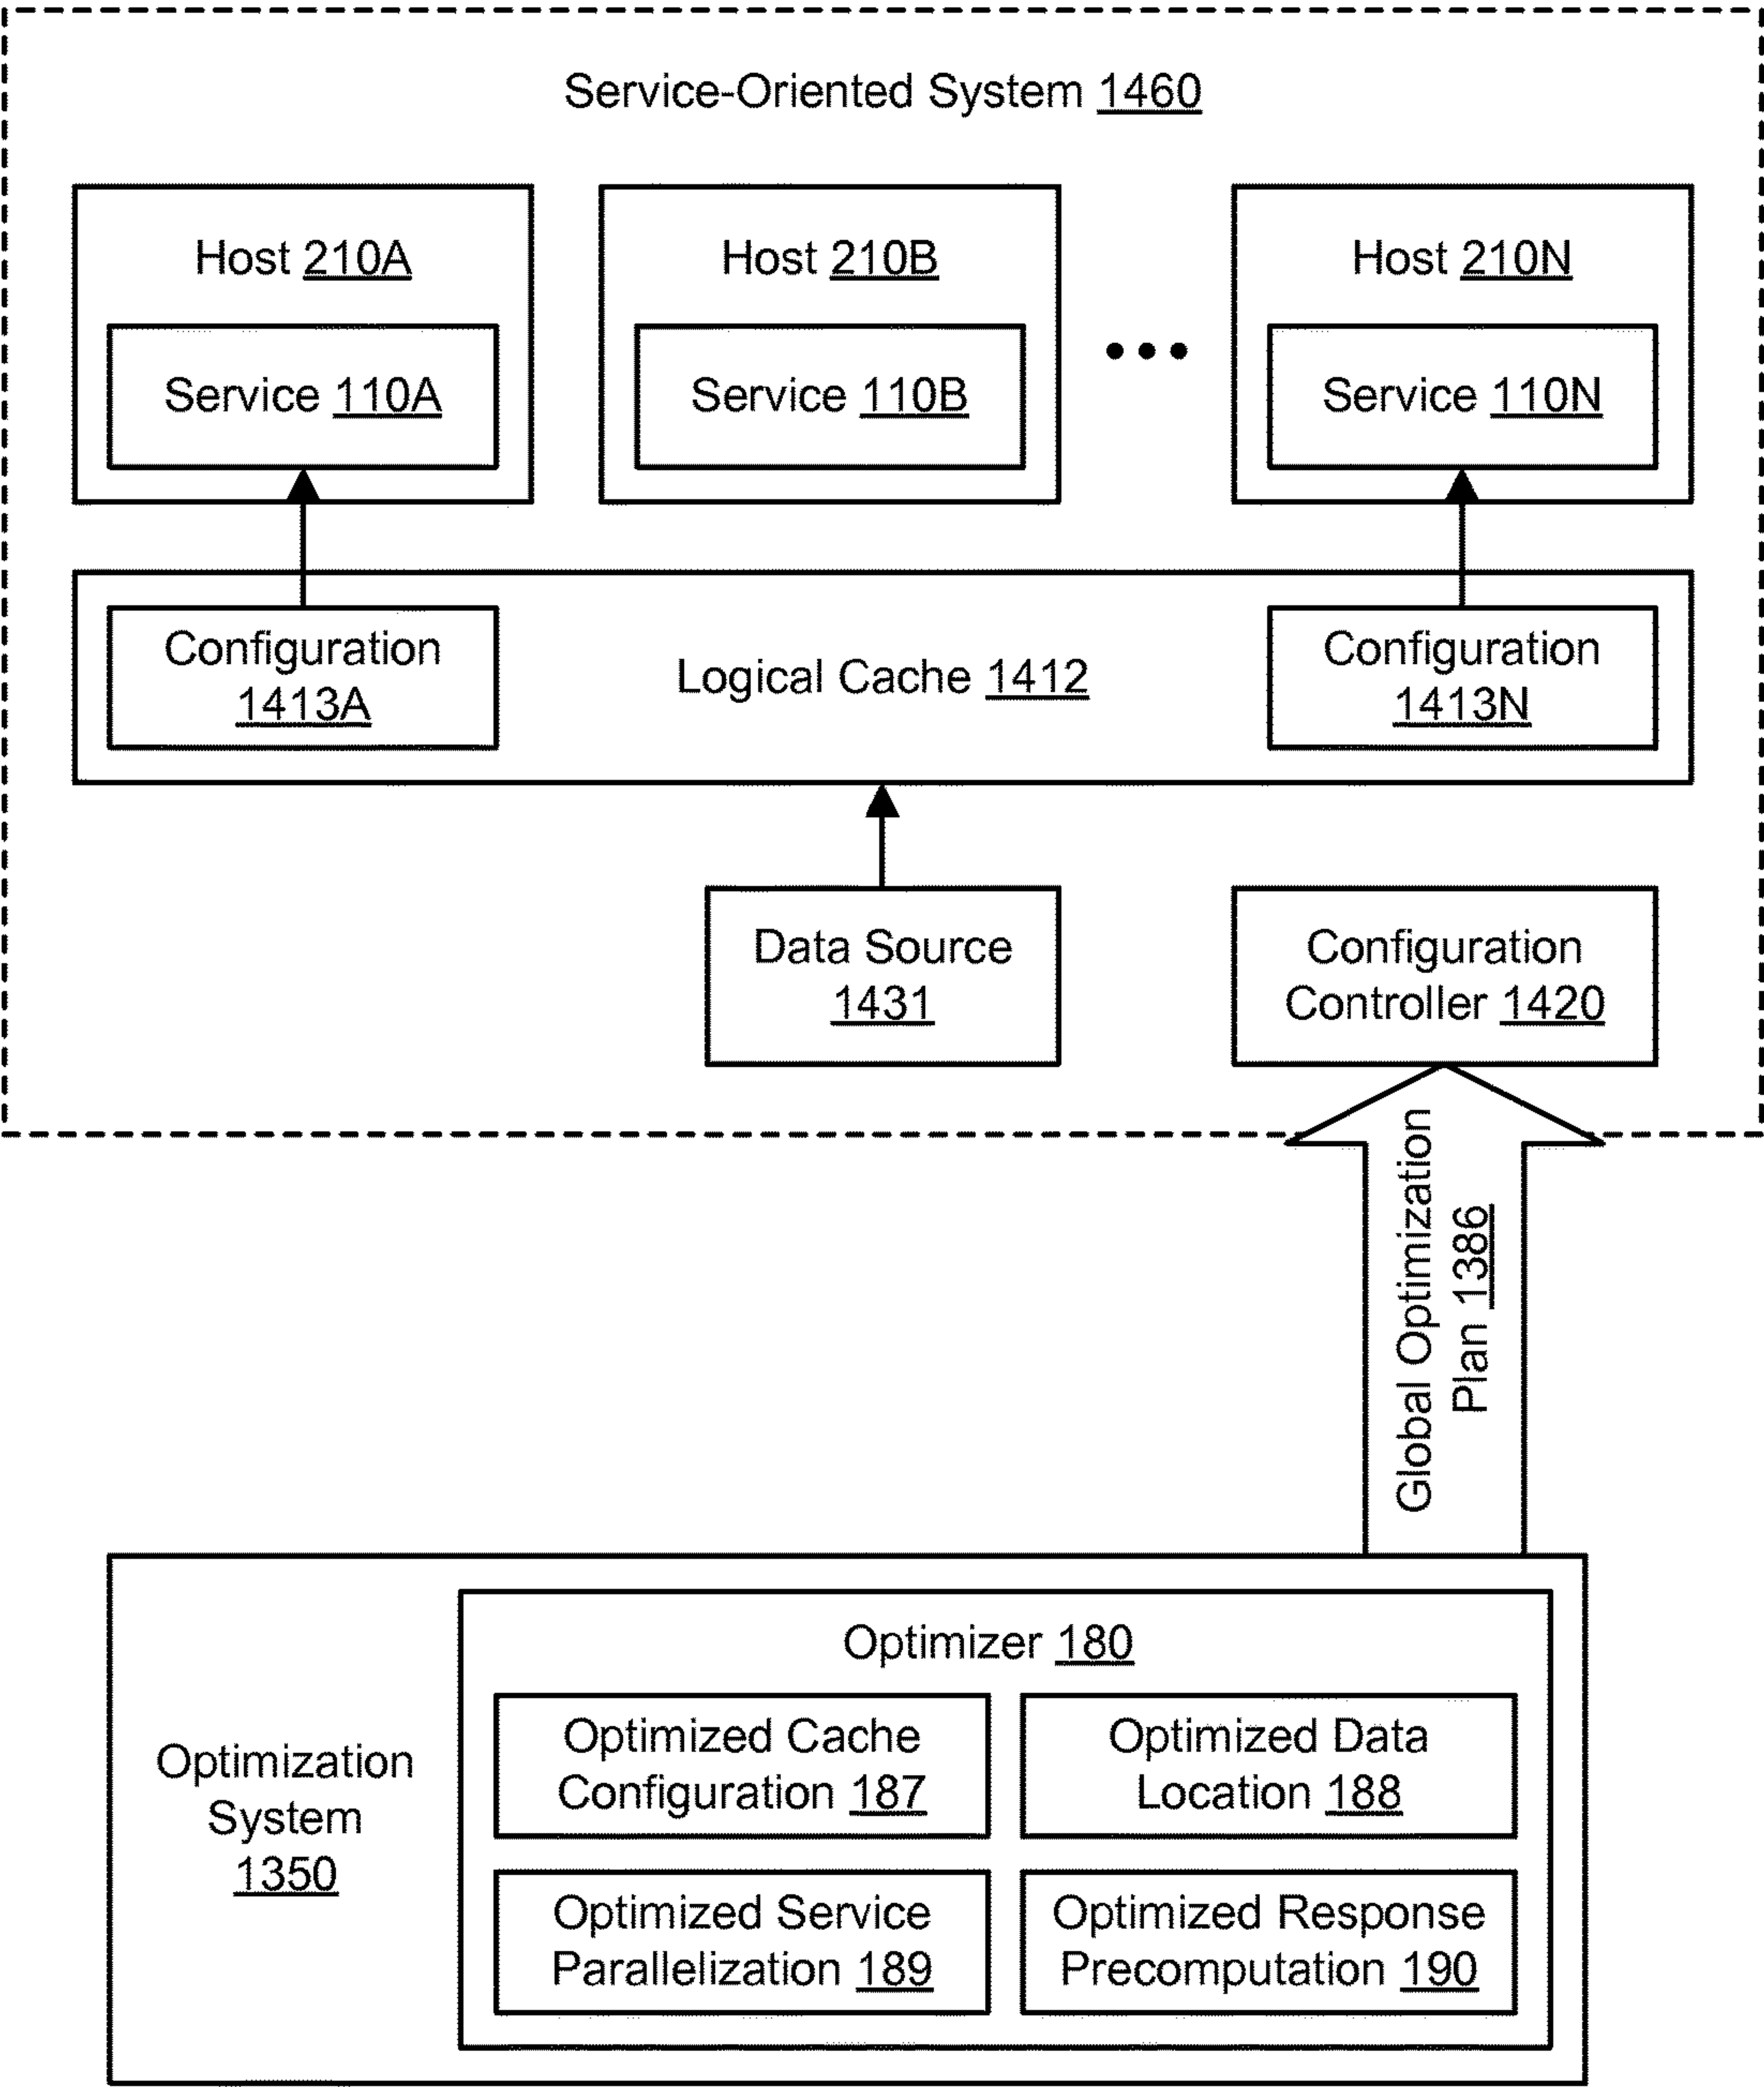 Service-Oriented System 1460
Host 210A
Host 210B
Host 210N
Service 110A
Service 110B
Service 110N
Configuration
1413A
Logical Cache 1412
Configuration
1413N
Data Source
1431
Configuration
Controller 1420
Global Optimization
Plan 1386
Optimization
System
1350
Optimizer 180
Optimized Cache
Configuration 187
Optimized Data
Location 188
Optimized Service
Parallelization 189
Optimized Response
Precomputation 190